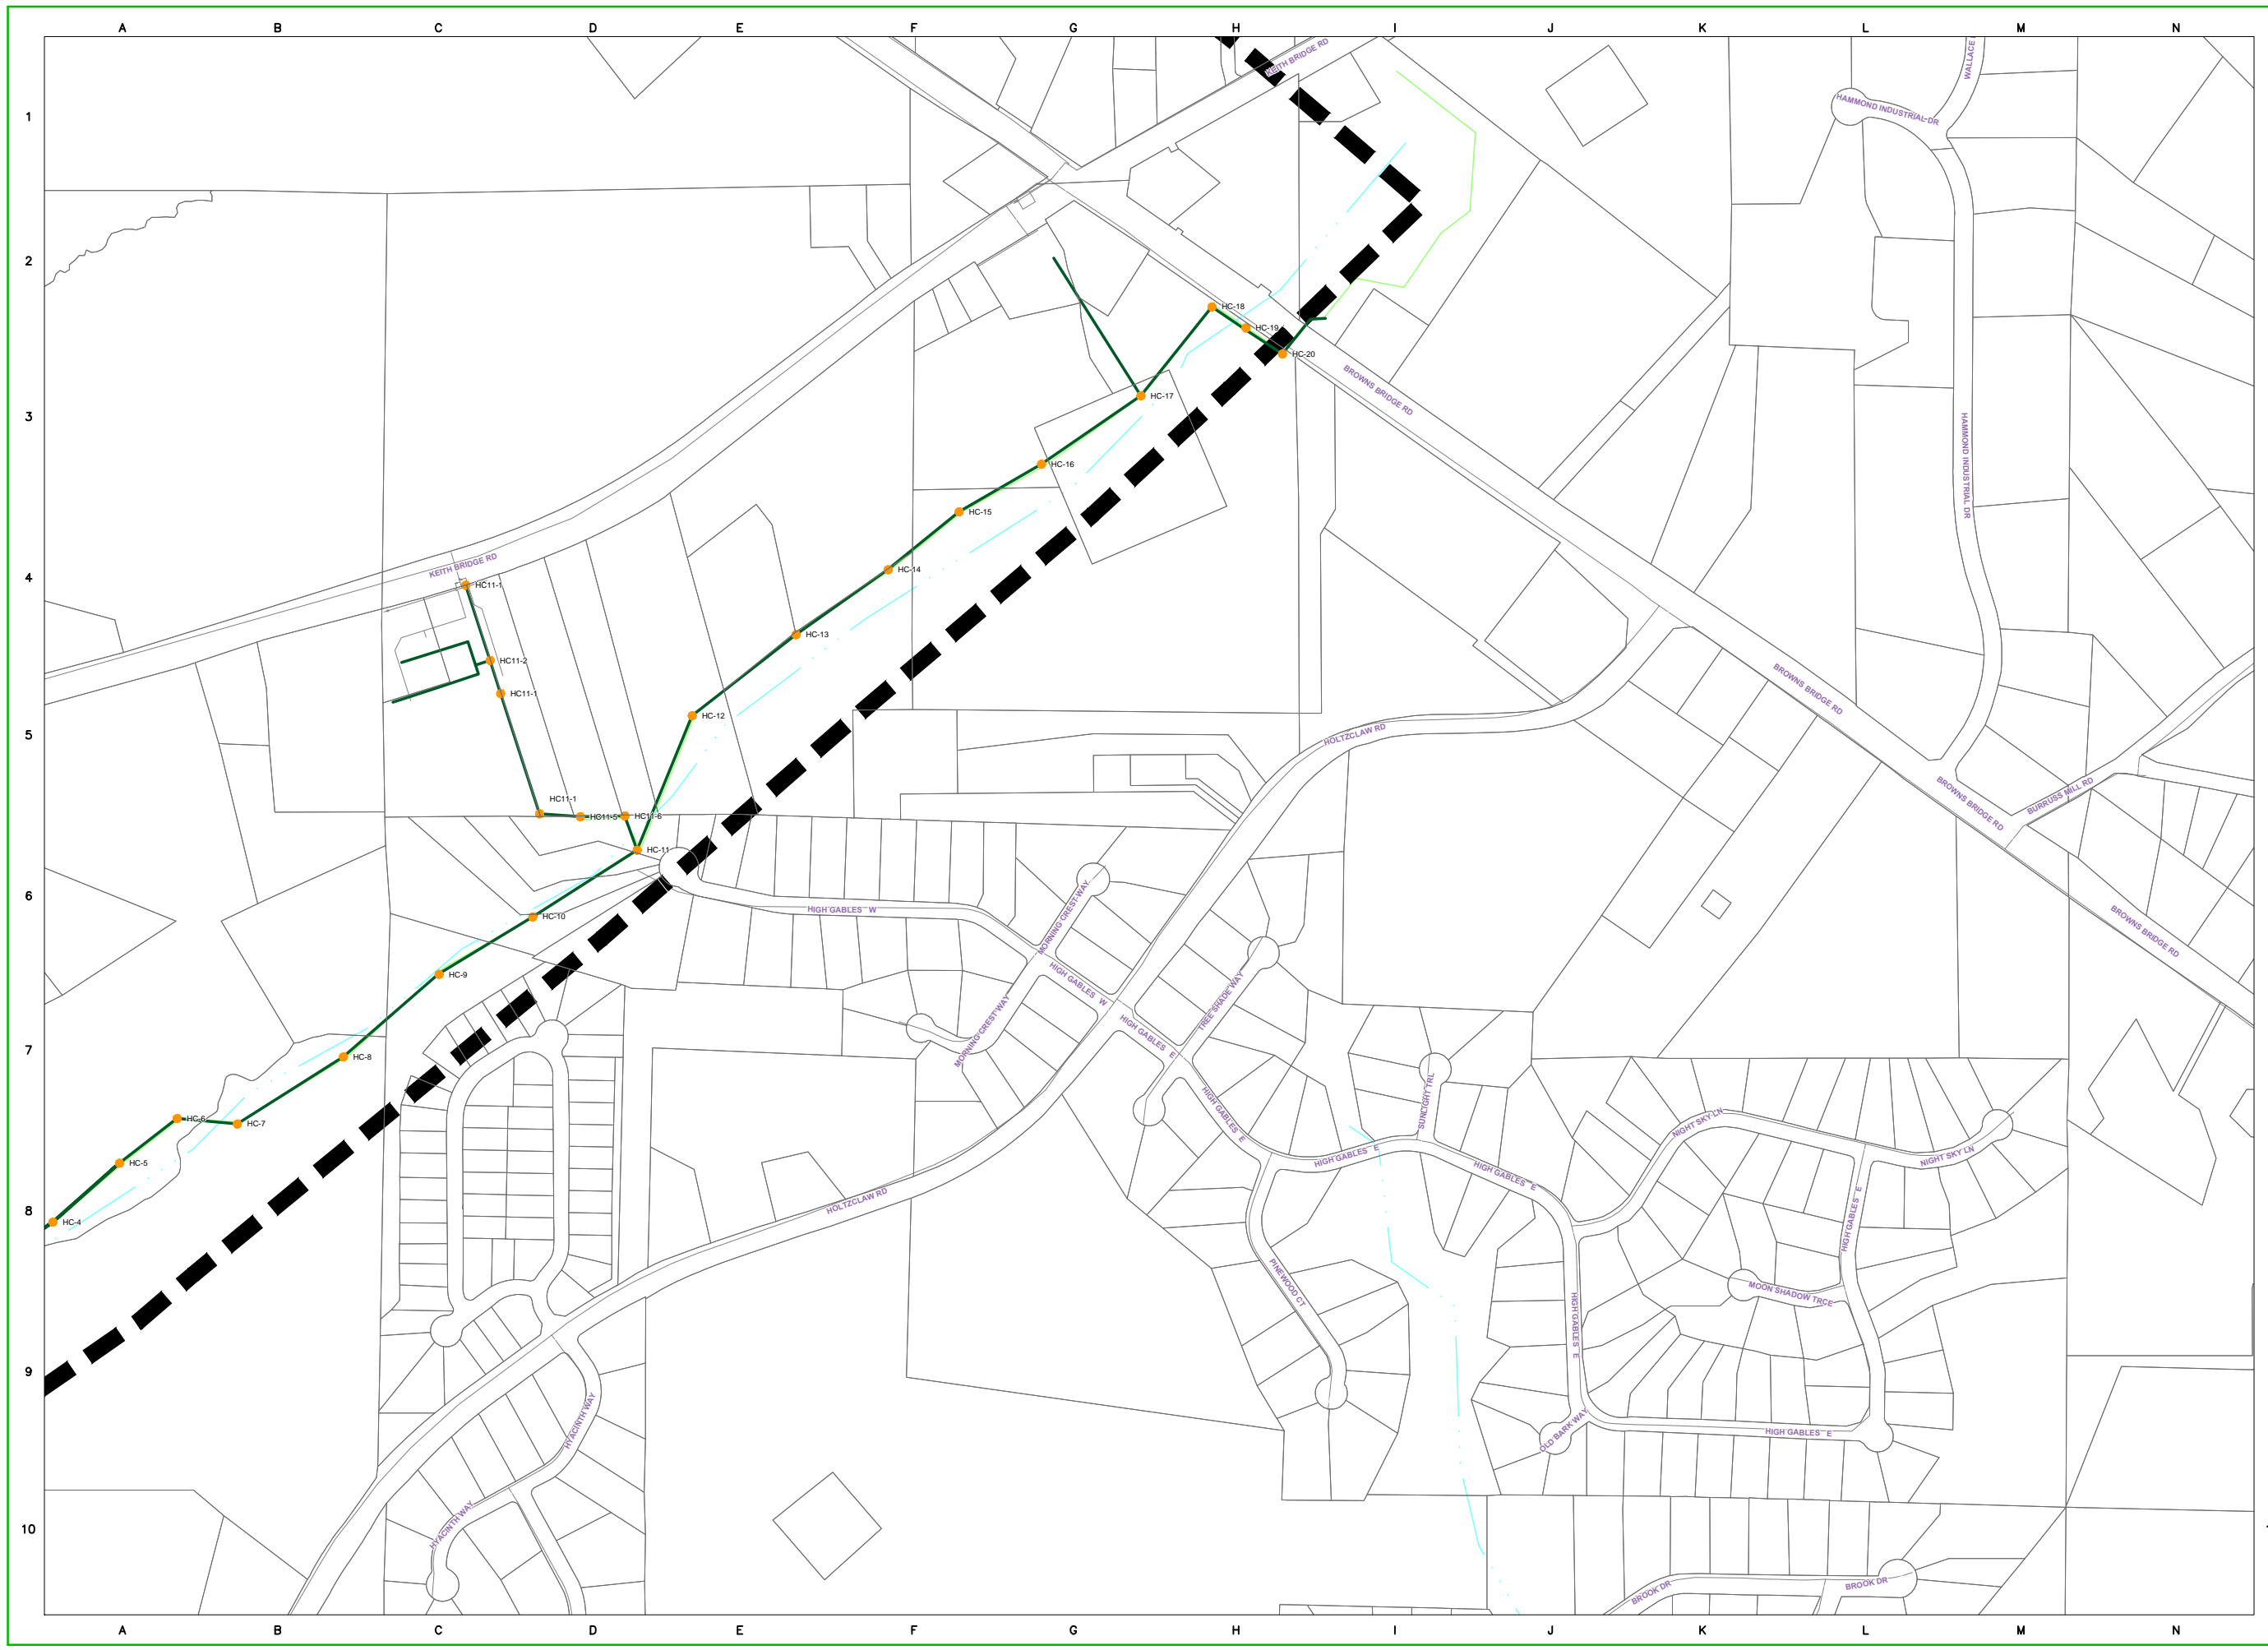 A B C D E F G H I J K L M N
KEITH BRIDGE RD
WALLACE
1
HAMMOND INDUSTRIAL DR
2
HC-18
HC-19
HC-20
BROWNS BRIDGE RD
HC-17
3
HAMMOND INDUSTRIAL DR
HC-16
HC-15
KEITH BRIDGE RD
HC-14
4
HC11-1
HC-13
HC11-2
BROWNS BRIDGE RD
HC11-1
HC-12
HOLTZCLAW RD
5
BROWNS BRIDGE RD
BURRUSS MILL RD
HC11-1
HC11-5
HC11-6
HC-11
6
HIGH GABLES W
MORNING CREST WAY
HC-10
BROWNS BRIDGE RD
HC-9
HIGH GABLES W
TREE SHADE WAY
MORNING CREST WAY
HIGH GABLES E
7
HC-8
SUNLIGHT TRL
HIGH GABLES E
NIGHT SKY LN
HC-6
HC-7
HIGH GABLES E
NIGHT SKY LN
HC-5
HIGH GABLES E
HOLTZCLAW RD
8
HC-4
HIGH GABLES E
PINEWOOD CT
MOON SHADOW TRCE
HIGH GABLES E
9
HYACINTH WAY
OLD BARK WAY
HIGH GABLES E
10
HYACINTH WAY
BROOK DR
BROOK DR
A B C D E F G H I J K L M N